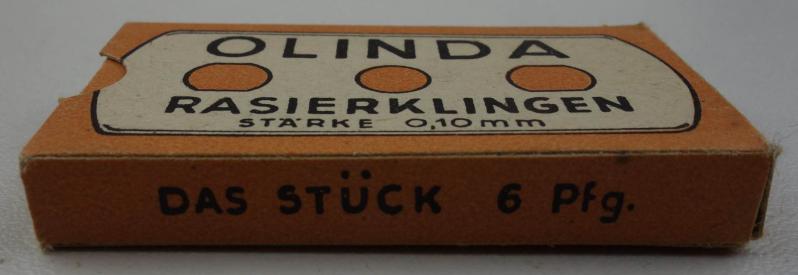 OLINDA
RASIERKLINGEN
STÄRKE 0,10mm
DAS STÜCK 6 Pfg.